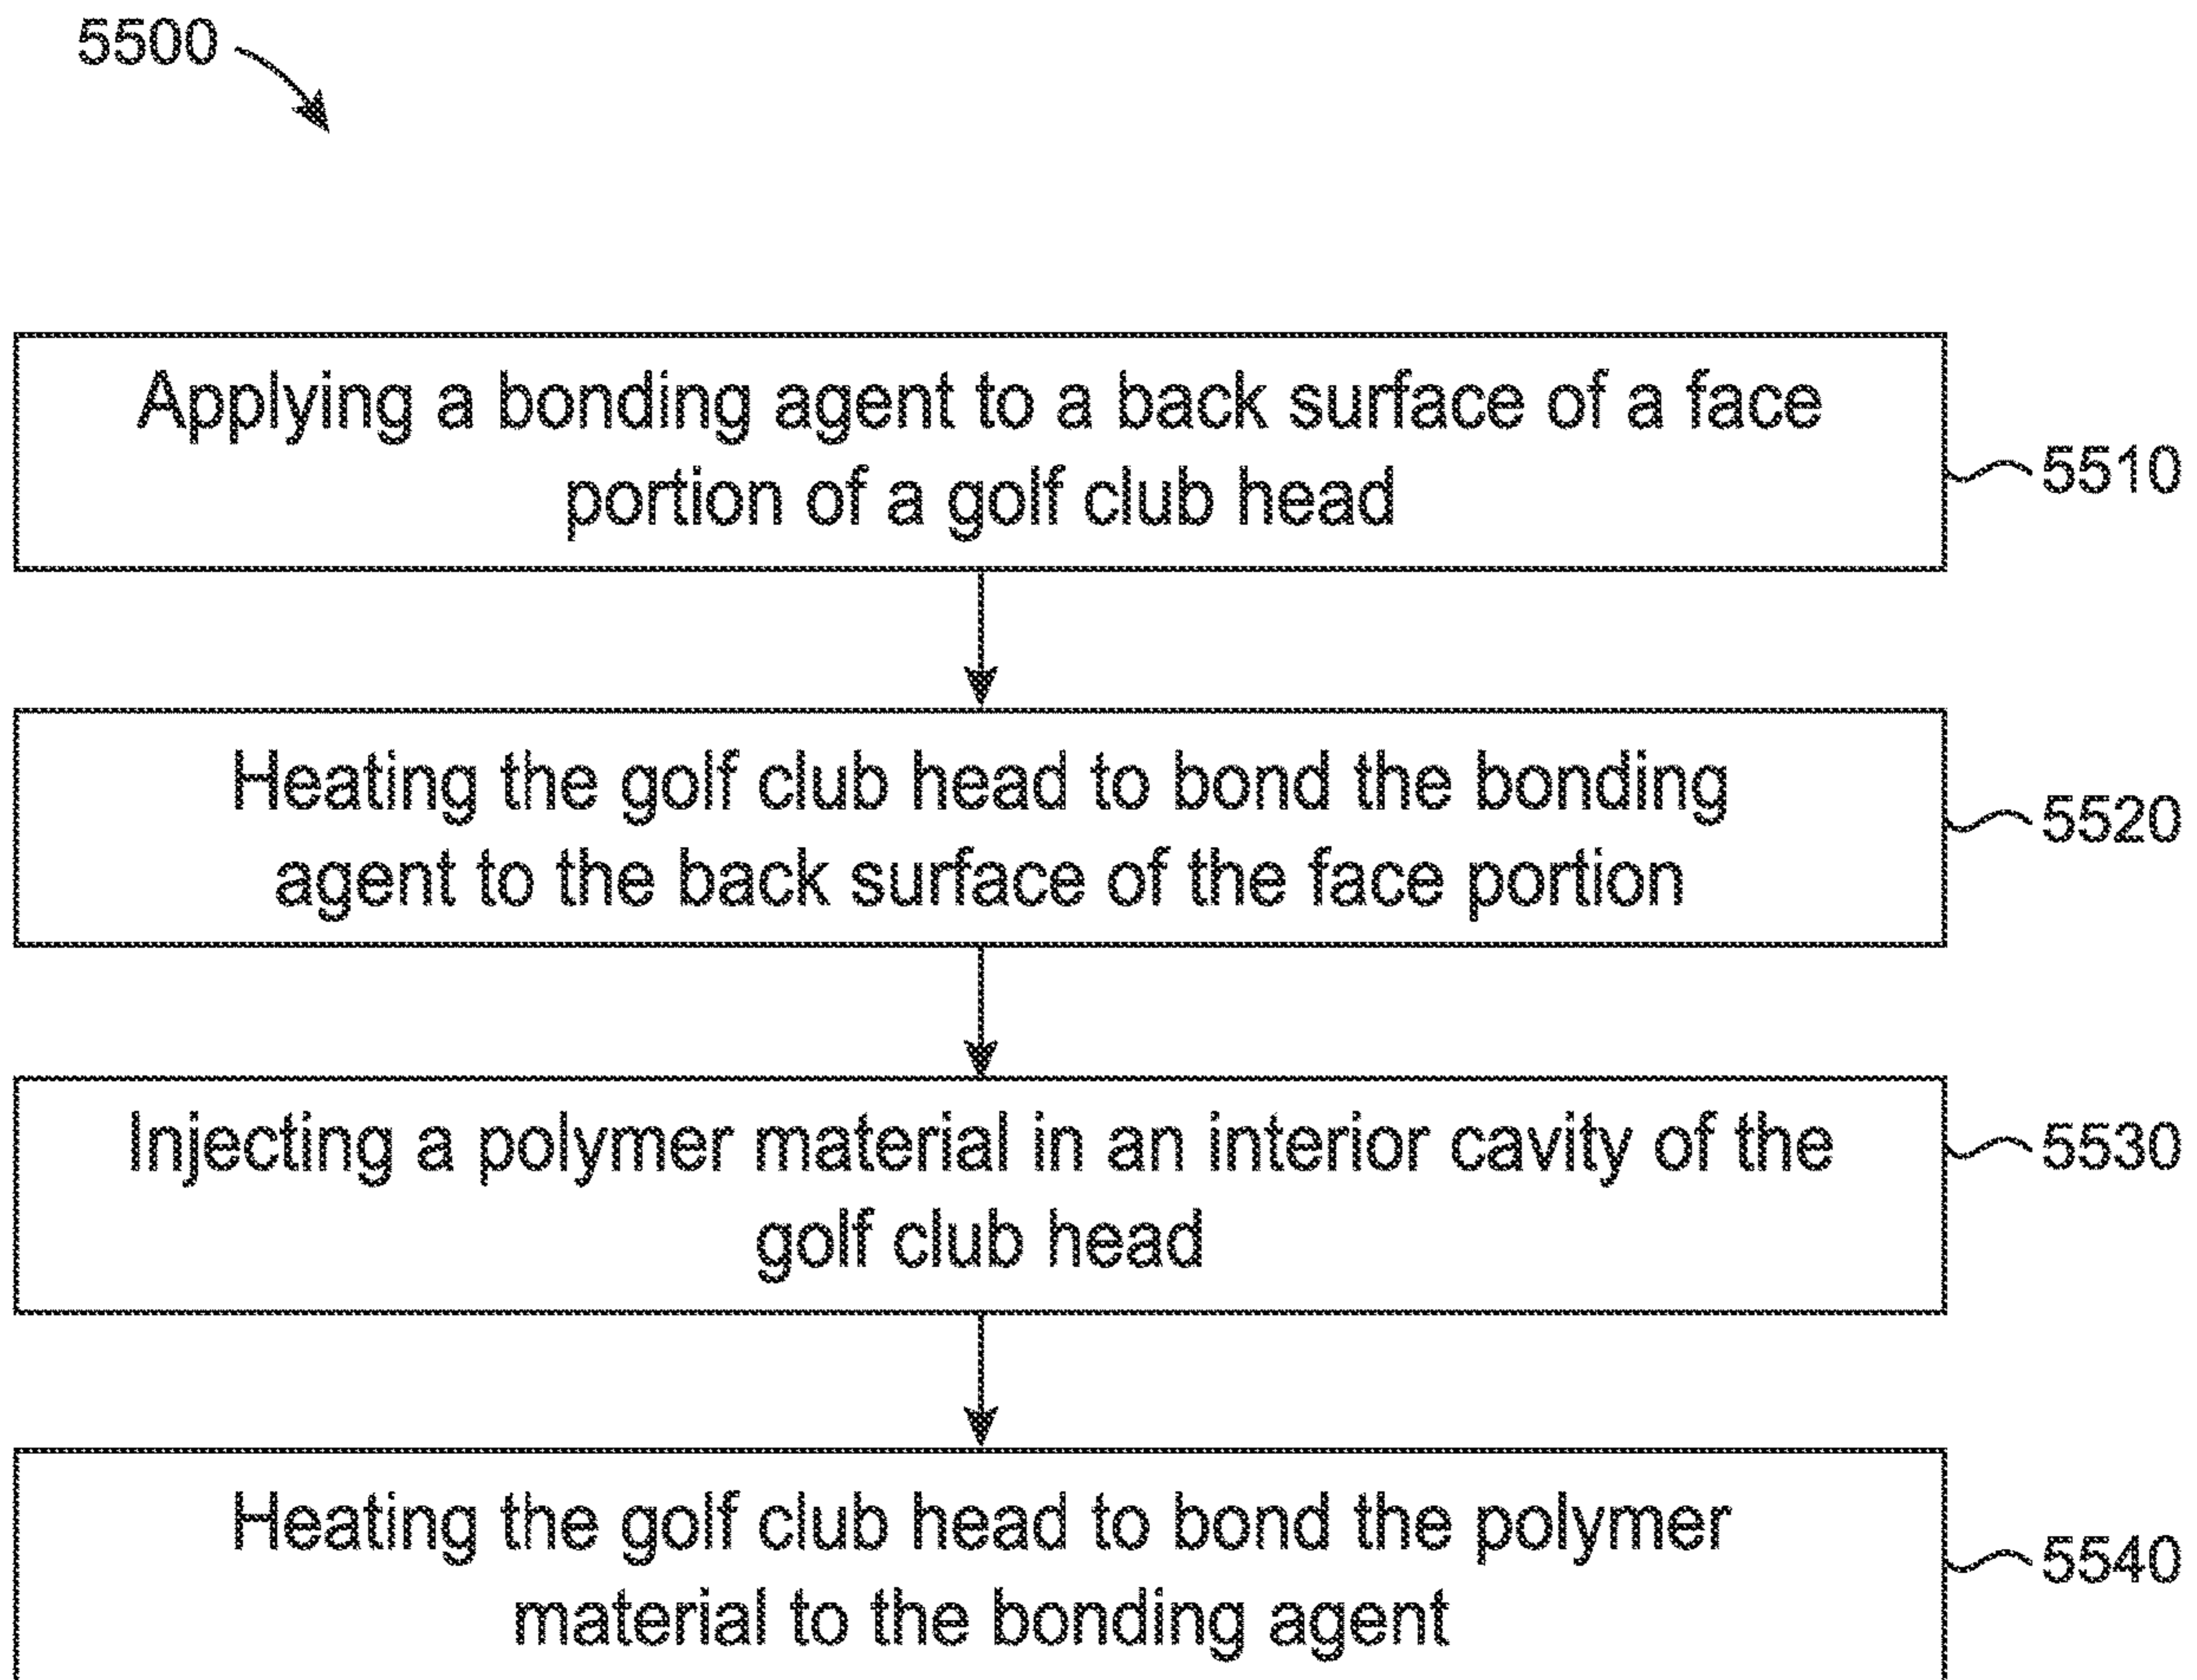 5500
Applying a bonding agent to a back surface of a face
portion of a golf club head
5510
Heating the golf club head to bond the bonding
agent to the back surface of the face portion
5520
Injecting a polymer material in an interior cavity of the
golf club head
5530
Heating the golf club head to bond the polymer
material to the bonding agent
5540